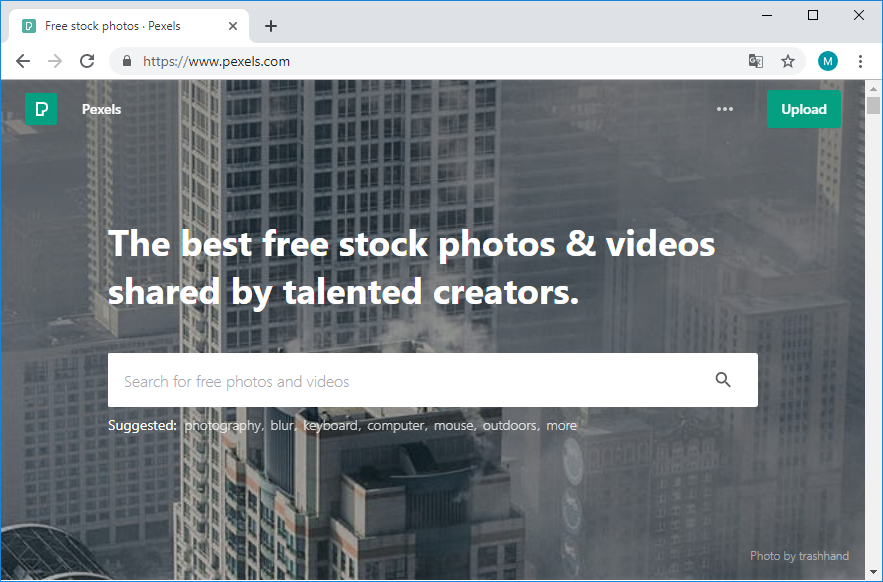 Free stock photos · Pexels
https://www.pexels.com
M
Pexels
Upload
The best free stock photos & videos
shared by talented creators.
Search for free photos and videos
Suggested: photography, blur, keyboard, computer, mouse, outdoors, more
Photo by trashhand